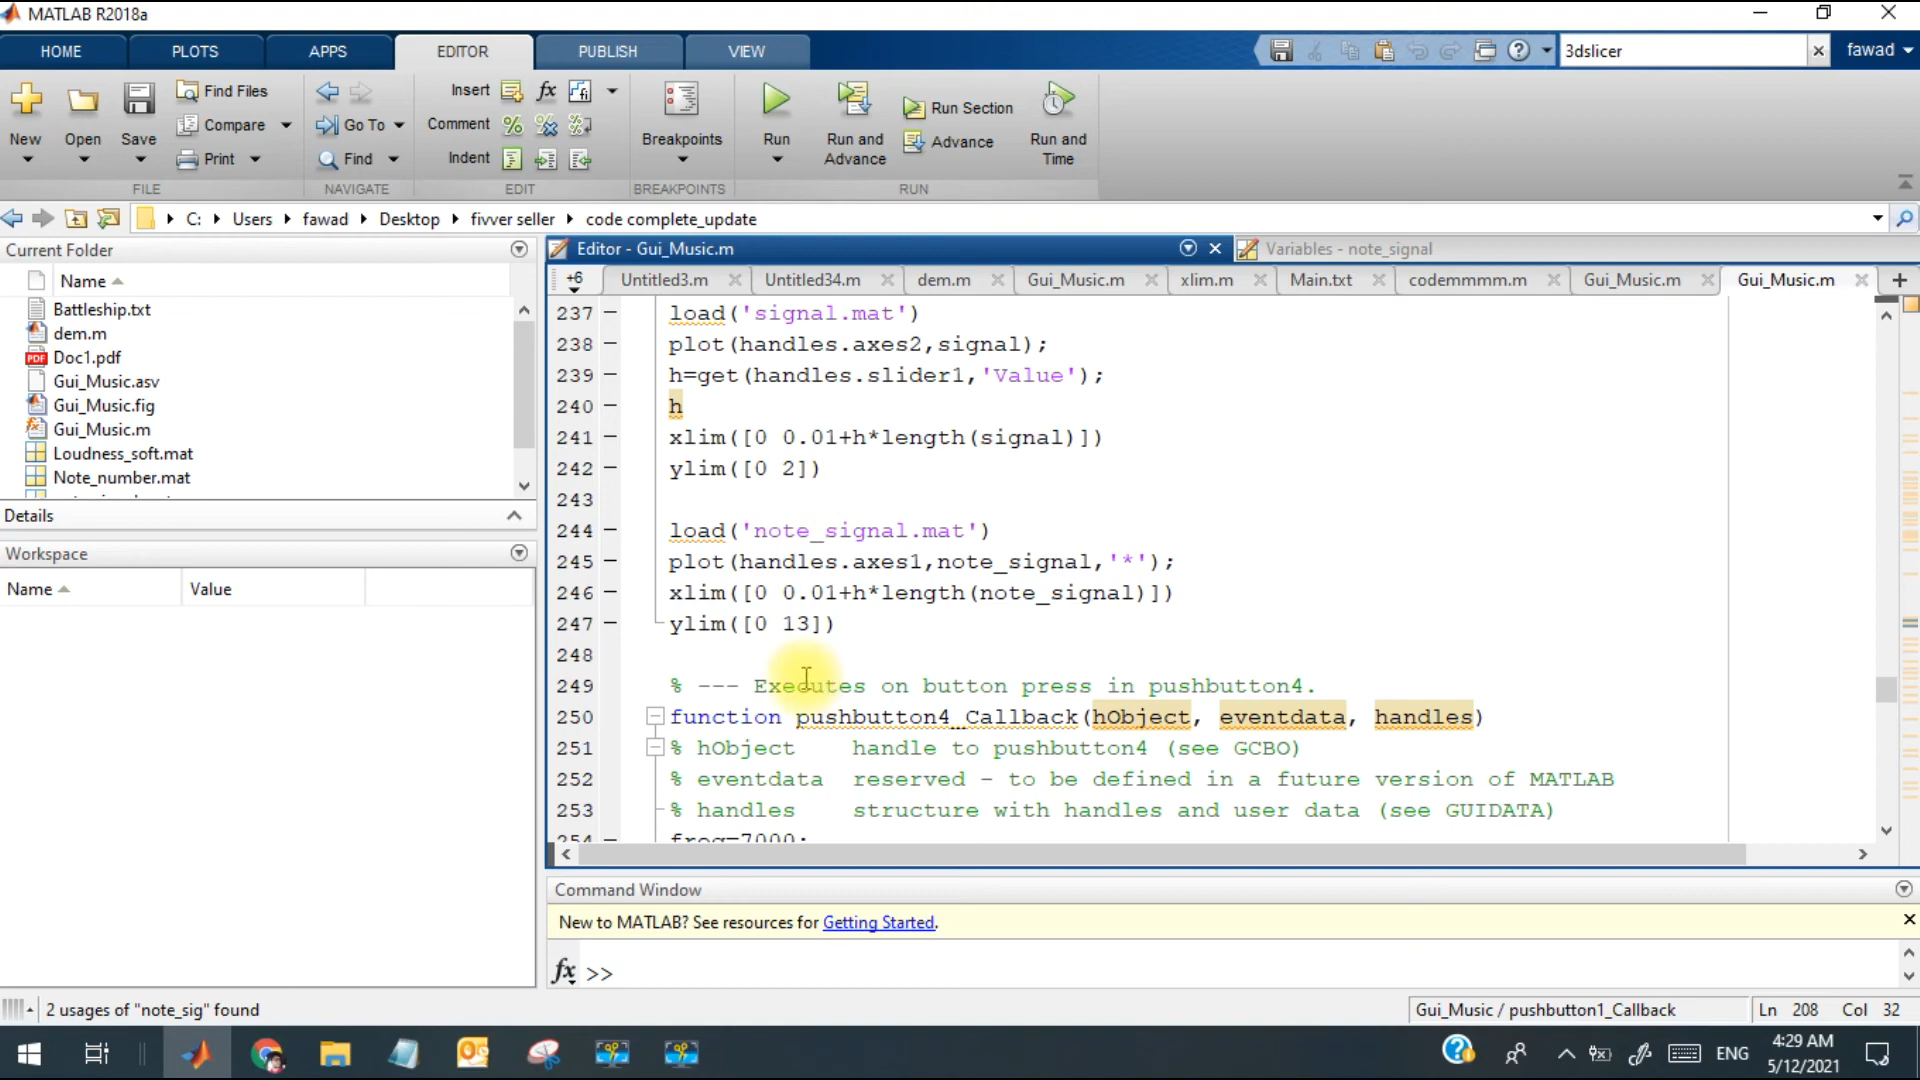 MATLAB R2018a
HOME PLOTS APPS EDITOR PUBLISH VIEW 3dslicer fawad
New Open Save Find Files Compare Print
Go To Find
Insert Comment Indent
Breakpoints
Run Run and Advance Run Section Advance Run and Time
FILE NAVIGATE EDIT BREAKPOINTS RUN
C: Users fawad Desktop fivver seller code complete_update
Current Folder
Name
Battleship.txt
dem.m
Doc1.pdf
Gui_Music.asv
Gui_Music.fig
Gui_Music.m
Loudness_soft.mat
Note_number.mat
Details
Workspace
Name Value
Editor - Gui_Music.m Variables - note_signal
+6 Untitled3.m Untitled34.m dem.m Gui_Music.m xlim.m Main.txt codemmmm.m Gui_Music.m Gui_Music.m
237 load('signal.mat')
238 plot(handles.axes2,signal);
239 h=get(handles.slider1,'Value');
240 h
241 xlim([0 0.01+h*length(signal)])
242 ylim([0 2])
243
244 load('note_signal.mat')
245 plot(handles.axes1,note_signal,'*');
246 xlim([0 0.01+h*length(note_signal)])
247 ylim([0 13])
248
249 % --- Executes on button press in pushbutton4.
250 function pushbutton4_Callback(hObject, eventdata, handles)
251 % hObject    handle to pushbutton4 (see GCBO)
252 % eventdata  reserved - to be defined in a future version of MATLAB
253 % handles    structure with handles and user data (see GUIDATA)
Command Window
New to MATLAB? See resources for Getting Started.
fx >>
2 usages of "note_sig" found
Gui_Music / pushbutton1_Callback Ln 208 Col 32
ENG
4:29 AM
5/12/2021